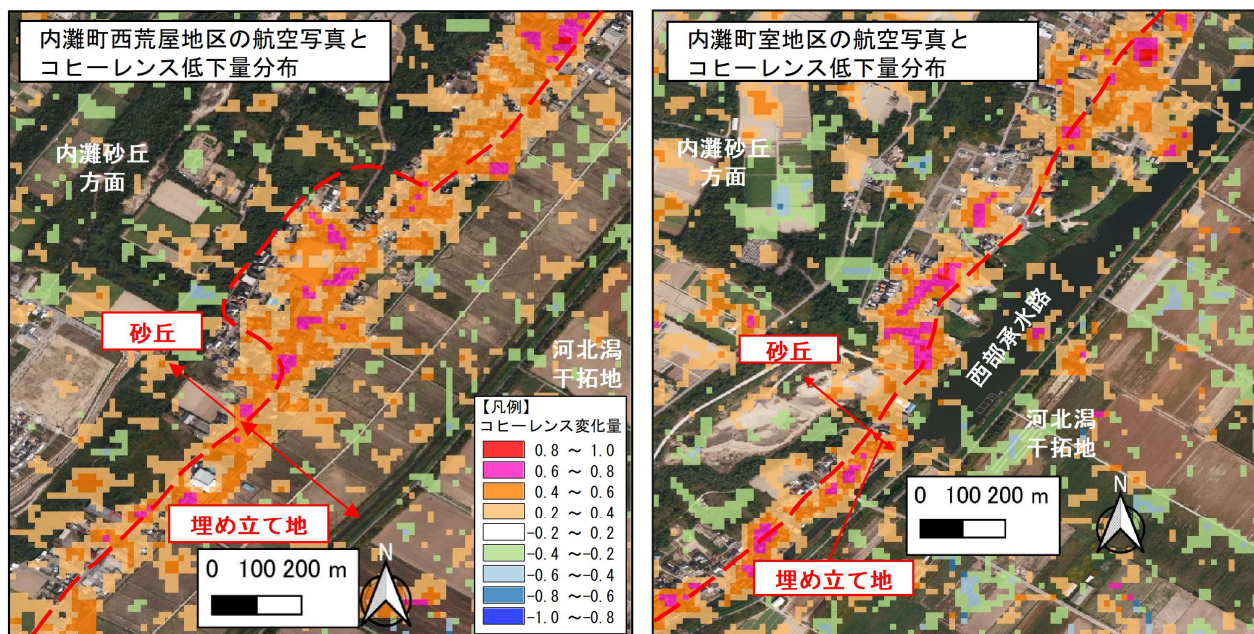 内灘町西荒屋地区の航空写真と
コヒーレンス低下量分布
内灘砂丘
方面
砂丘
河北潟
干拓地
埋め立て地
0 100 200 m
N
【凡例】
コヒーレンス変化量
0.8 ～ 1.0
0.6 ～ 0.8
0.4 ～ 0.6
0.2 ～ 0.4
-0.2 ～ 0.2
-0.4 ～-0.2
-0.6 ～-0.4
-0.8 ～-0.6
-1.0 ～-0.8
内灘町室地区の航空写真と
コヒーレンス低下量分布
内灘砂丘
方面
砂丘
西部承水路
河北潟
干拓地
0 100 200 m
N
埋め立て地